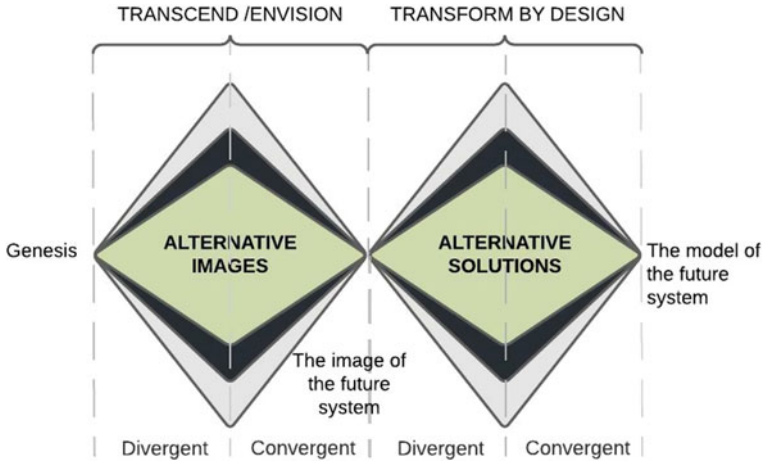 TRANSCEND /ENVISION
TRANSFORM BY DESIGN
Genesis
ALTERNATIVE
IMAGES
ALTERNATIVE
SOLUTIONS
The model of
the future
system
The image of
the future
system
Divergent
Convergent
Divergent
Convergent